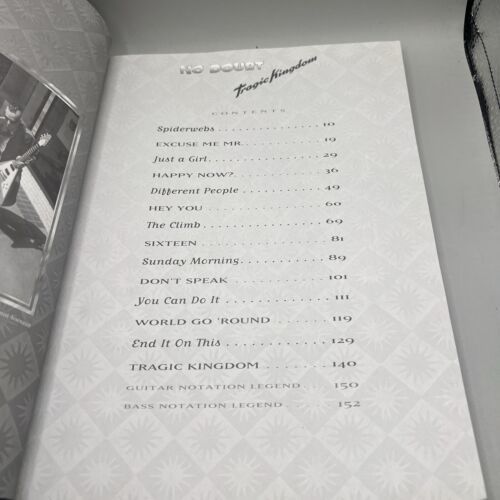 NO DOUBT
Tragic Kingdom
CONTENTS
Spiderwebs . . . . . . . . . . . . . . . 10
EXCUSE ME MR. . . . . . . . . . . . 19
Just a Girl . . . . . . . . . . . . . . . . 29
HAPPY NOW? . . . . . . . . . . . . . 36
Different People . . . . . . . . . . . . 49
HEY YOU . . . . . . . . . . . . . . . . 60
The Climb . . . . . . . . . . . . . . . . 69
SIXTEEN . . . . . . . . . . . . . . . . . 81
Sunday Morning . . . . . . . . . . . 89
DON'T SPEAK . . . . . . . . . . . . 101
You Can Do It . . . . . . . . . . . . 111
WORLD GO 'ROUND . . . . . . . 119
End It On This . . . . . . . . . . . . 129
TRAGIC KINGDOM . . . . . . . 140
GUITAR NOTATION LEGEND . . . . 150
BASS NOTATION LEGEND . . . . . . 152